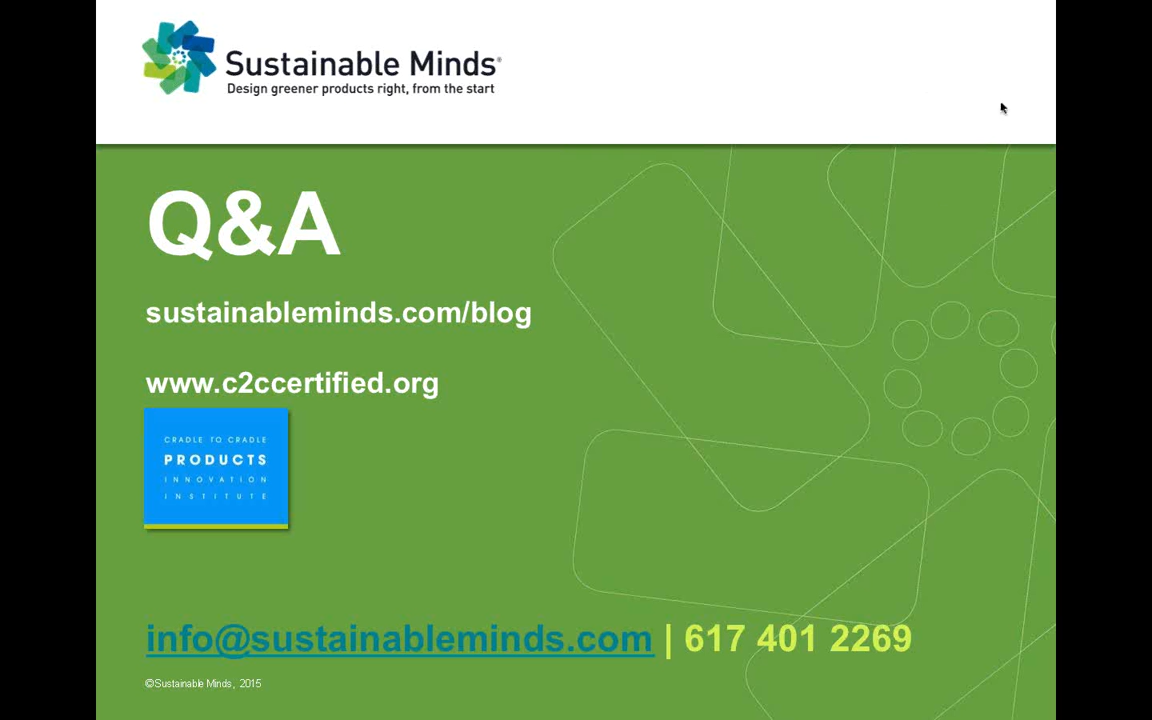 Sustainable Minds®
Design greener products right, from the start
Q&A
sustainableminds.com/blog
www.c2ccertified.org
CRADLE TO CRADLE
PRODUCTS
INNOVATION
INSTITUTE
info@sustainableminds.com | 617 401 2269
©Sustainable Minds, 2015